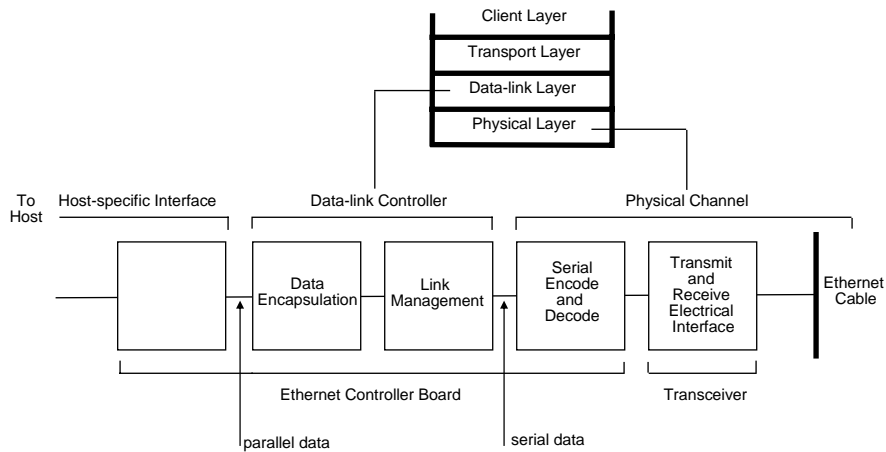 Client Layer
Transport Layer
Data-link Layer
Physical Layer
To
Host
Host-specific Interface
Data-link Controller
Physical Channel
Data
Encapsulation
Link
Management
Serial
Encode
and
Decode
Transmit
and
Receive
Electrical
Interface
Ethernet
Cable
Ethernet Controller Board
Transceiver
parallel data
serial data